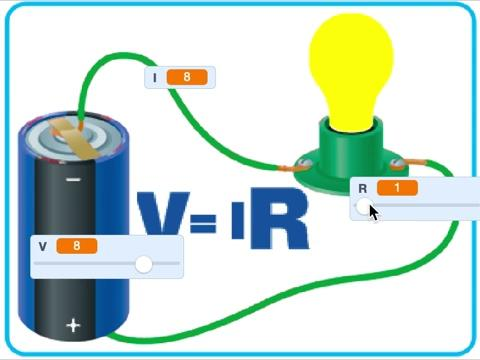 I 8
R 1
−
V = IR
V 8
+